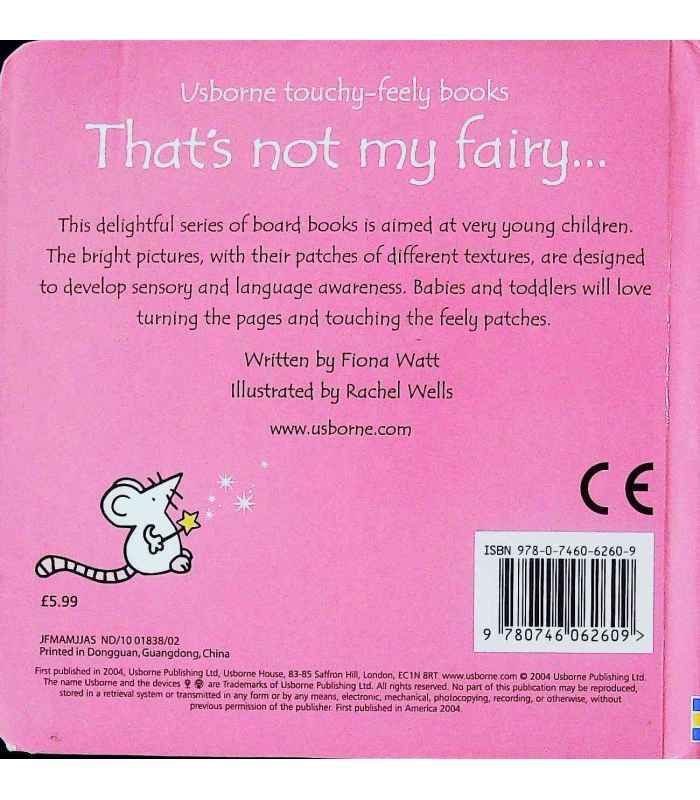 Usborne touchy-feely books
That's not my fairy...
This delightful series of board books is aimed at very young children.
The bright pictures, with their patches of different textures, are designed
to develop sensory and language awareness. Babies and toddlers will love
turning the pages and touching the feely patches.
Written by Fiona Watt
Illustrated by Rachel Wells
www.usborne.com
CE
ISBN 978-0-7460-6260-9
9 780746 062609 >
£5.99
JFMAMJJAS ND/10 01838/02
Printed in Dongguan, Guangdong, China
First published in 2004, Usborne Publishing Ltd, Usborne House, 83-85 Saffron Hill, London, EC1N 8RT www.usborne.com © 2004 Usborne Publishing Ltd.
The name Usborne and the devices are Trademarks of Usborne Publishing Ltd. All rights reserved. No part of this publication may be reproduced,
stored in a retrieval system or transmitted in any form or by any means, electronic, mechanical, photocopying, recording, or otherwise, without
previous permission of the publisher. First published in America 2004.